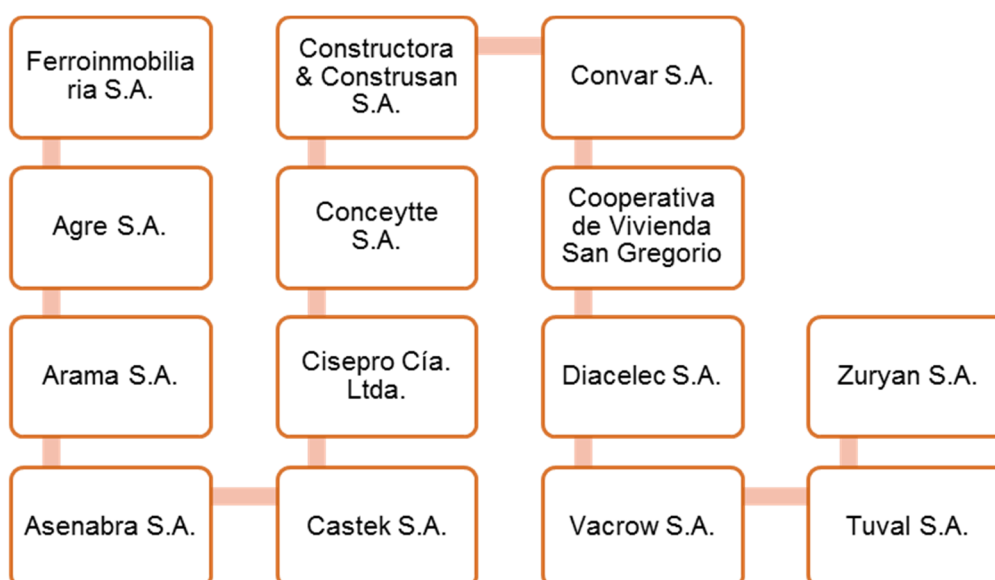 Ferroinmobilia
ria S.A.
Agre S.A.
Arama S.A.
Asenabra S.A.
Castek S.A.
Cisepro Cía.
Ltda.
Conceytte
S.A.
Constructora
& Construsan
S.A.
Convar S.A.
Cooperativa
de Vivienda
San Gregorio
Diacelec S.A.
Vacrow S.A.
Tuval S.A.
Zuryan S.A.